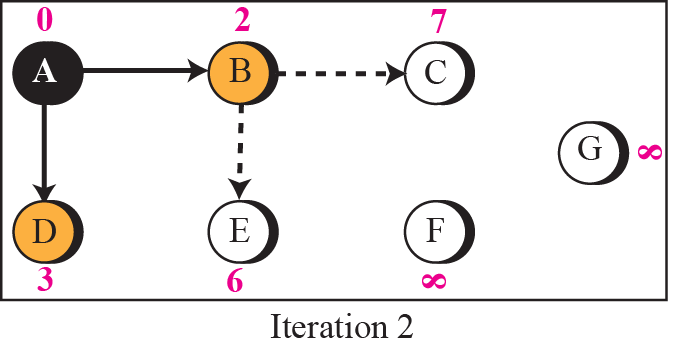 0 2 7
A B C
G ∞
D E F
3 6 ∞
Iteration 2